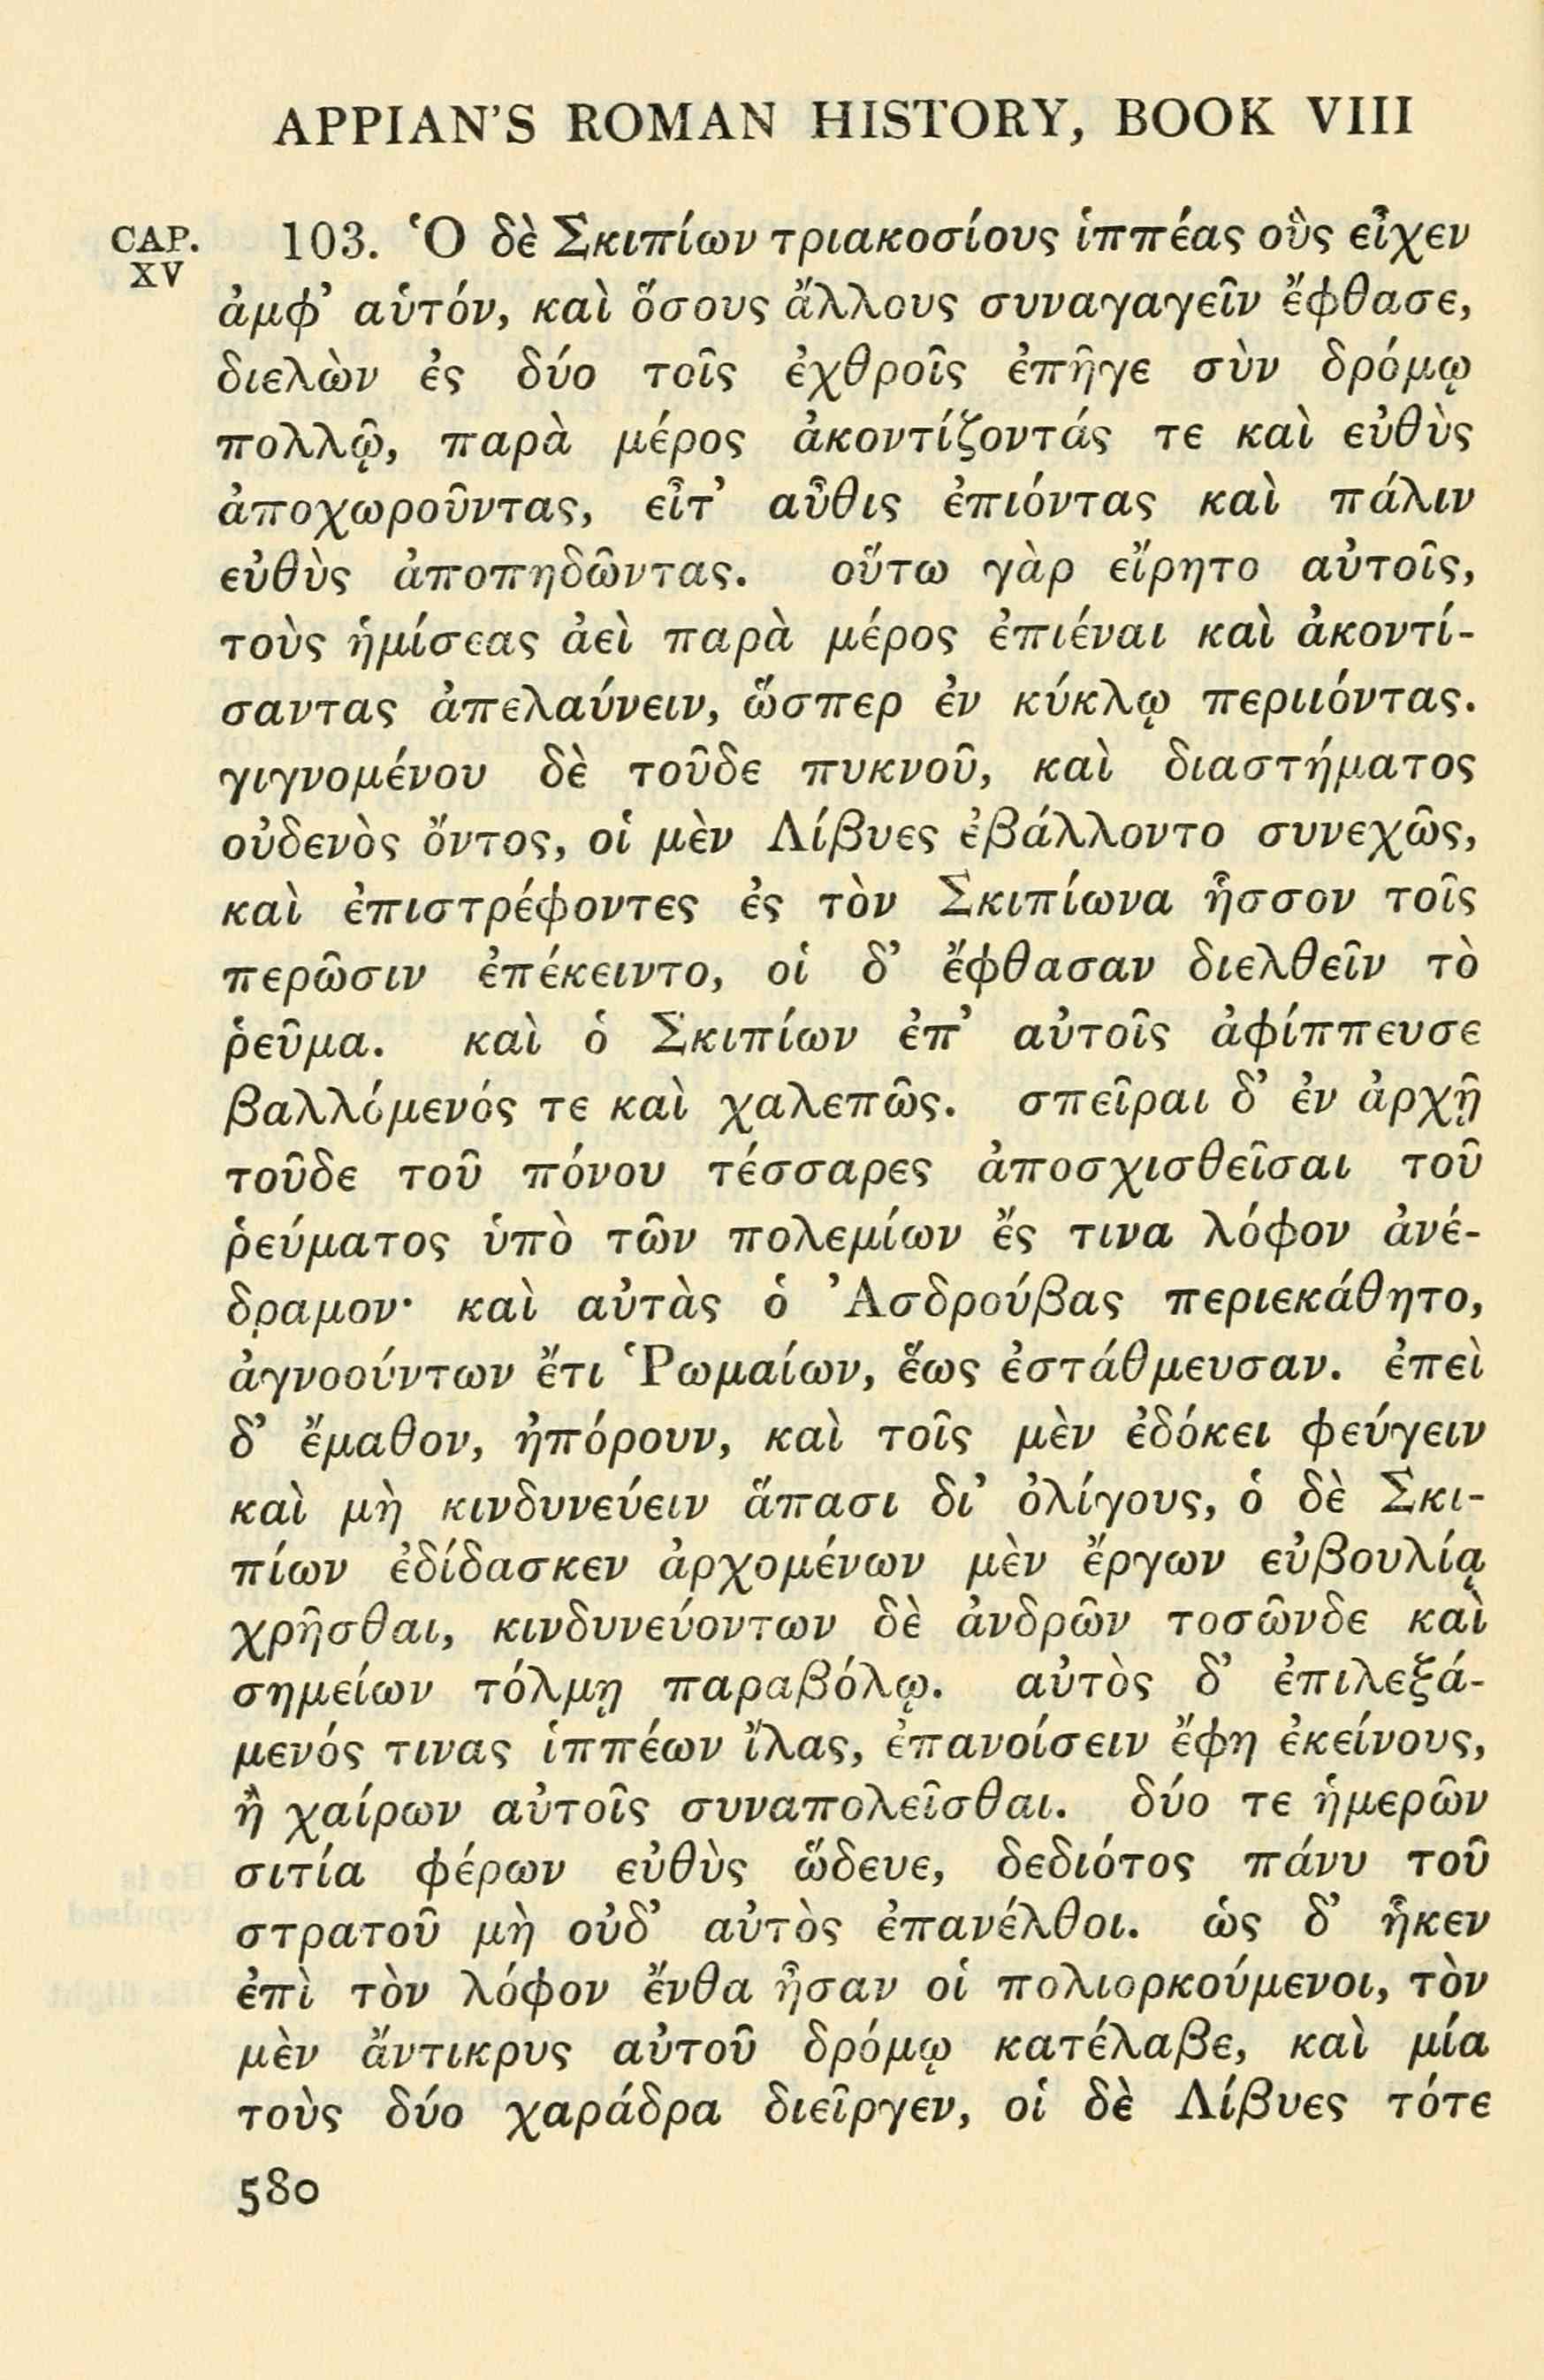 APPIAN'S ROMAN HISTORY, BOOK VIII
CAP. XV
103. Ὁ δὲ Σκιπίων τριακοσίους ἱππέας οὓς εἶχεν
ἀμφ' αὑτόν, καὶ ὅσους ἄλλους συναγαγεῖν ἔφθασε,
διελὼν ἐς δύο τοῖς ἐχθροῖς ἐπῆγε σὺν δρόμῳ
πολλῷ, παρὰ μέρος ἀκοντίζοντάς τε καὶ εὐθὺς
ἀποχωροῦντας, εἶτ' αὖθις ἐπιόντας καὶ πάλιν
εὐθὺς ἀποπηδῶντας. οὕτω γὰρ εἴρητο αὐτοῖς,
τοὺς ἡμίσεας ἀεὶ παρὰ μέρος ἐπιέναι καὶ ἀκοντί-
σαντας ἀπελαύνειν, ὥσπερ ἐν κύκλῳ περιιόντας.
γιγνομένου δὲ τοῦδε πυκνοῦ, καὶ διαστήματος
οὐδενὸς ὄντος, οἱ μὲν Λίβυες ἐβάλλοντο συνεχῶς,
καὶ ἐπιστρέφοντες ἐς τὸν Σκιπίωνα ἧσσον τοῖς
περῶσιν ἐπέκειντο, οἱ δ' ἔφθασαν διελθεῖν τὸ
ῥεῦμα. καὶ ὁ Σκιπίων ἐπ' αὐτοῖς ἀφίππευσε
βαλλόμενός τε καὶ χαλεπῶς. σπεῖραι δ' ἐν ἀρχῇ
τοῦδε τοῦ πόνου τέσσαρες ἀποσχισθεῖσαι τοῦ
ῥεύματος ὑπὸ τῶν πολεμίων ἔς τινα λόφον ἀνέ-
δραμον· καὶ αὐτὰς ὁ Ἀσδρούβας περιεκάθητο,
ἀγνοούντων ἔτι Ῥωμαίων, ἕως ἐστάθμευσαν. ἐπεὶ
δ' ἔμαθον, ἠπόρουν, καὶ τοῖς μὲν ἐδόκει φεύγειν
καὶ μὴ κινδυνεύειν ἅπασι δι' ὀλίγους, ὁ δὲ Σκι-
πίων ἐδίδασκεν ἀρχομένων μὲν ἔργων εὐβουλίᾳ
χρῆσθαι, κινδυνευόντων δὲ ἀνδρῶν τοσῶνδε καὶ
σημείων τόλμῃ παραβόλῳ. αὐτὸς δ' ἐπιλεξά-
μενός τινας ἱππέων ἴλας, ἐπανοίσειν ἔφη ἐκείνους,
ἢ χαίρων αὐτοῖς συναπολεῖσθαι. δύο τε ἡμερῶν
σιτία φέρων εὐθὺς ὥδευε, δεδιότος πάνυ τοῦ
στρατοῦ μὴ οὐδ' αὐτὸς ἐπανέλθοι. ὡς δ' ἧκεν
ἐπὶ τὸν λόφον ἔνθα ἦσαν οἱ πολιορκούμενοι, τὸν
μὲν ἄντικρυς αὐτοῦ δρόμῳ κατέλαβε, καὶ μία
τοὺς δύο χαράδρα διεῖργεν, οἱ δὲ Λίβυες τότε
580